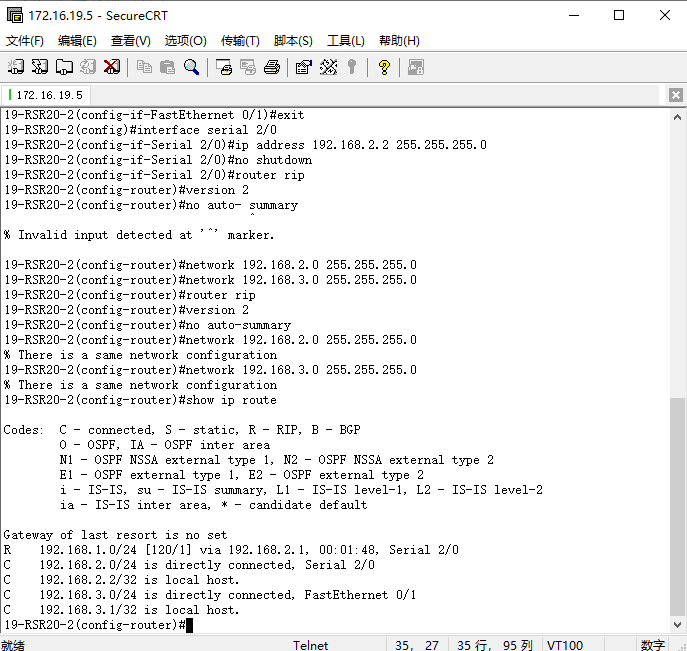 172.16.19.5 - SecureCRT
文件(F) 编辑(E) 查看(V) 选项(O) 传输(T) 脚本(S) 工具(L) 帮助(H)
172.16.19.5
19-RSR20-2(config-if-FastEthernet 0/1)#exit
19-RSR20-2(config)#interface serial 2/0
19-RSR20-2(config-if-Serial 2/0)#ip address 192.168.2.2 255.255.255.0
19-RSR20-2(config-if-Serial 2/0)#no shutdown
19-RSR20-2(config-if-Serial 2/0)#router rip
19-RSR20-2(config-router)#version 2
19-RSR20-2(config-router)#no auto- summary
^
% Invalid input detected at '^' marker.
19-RSR20-2(config-router)#network 192.168.2.0 255.255.255.0
19-RSR20-2(config-router)#network 192.168.3.0 255.255.255.0
19-RSR20-2(config-router)#router rip
19-RSR20-2(config-router)#version 2
19-RSR20-2(config-router)#no auto-summary
19-RSR20-2(config-router)#network 192.168.2.0 255.255.255.0
% There is a same network configuration
19-RSR20-2(config-router)#network 192.168.3.0 255.255.255.0
% There is a same network configuration
19-RSR20-2(config-router)#show ip route
Codes:  C - connected, S - static, R - RIP, B - BGP
O - OSPF, IA - OSPF inter area
N1 - OSPF NSSA external type 1, N2 - OSPF NSSA external type 2
E1 - OSPF external type 1, E2 - OSPF external type 2
i - IS-IS, su - IS-IS summary, L1 - IS-IS level-1, L2 - IS-IS level-2
ia - IS-IS inter area, * - candidate default
Gateway of last resort is no set
R    192.168.1.0/24 [120/1] via 192.168.2.1, 00:01:48, Serial 2/0
C    192.168.2.0/24 is directly connected, Serial 2/0
C    192.168.2.2/32 is local host.
C    192.168.3.0/24 is directly connected, FastEthernet 0/1
C    192.168.3.1/32 is local host.
19-RSR20-2(config-router)#
就绪 Telnet 35, 27 35 行, 95 列 VT100 数字